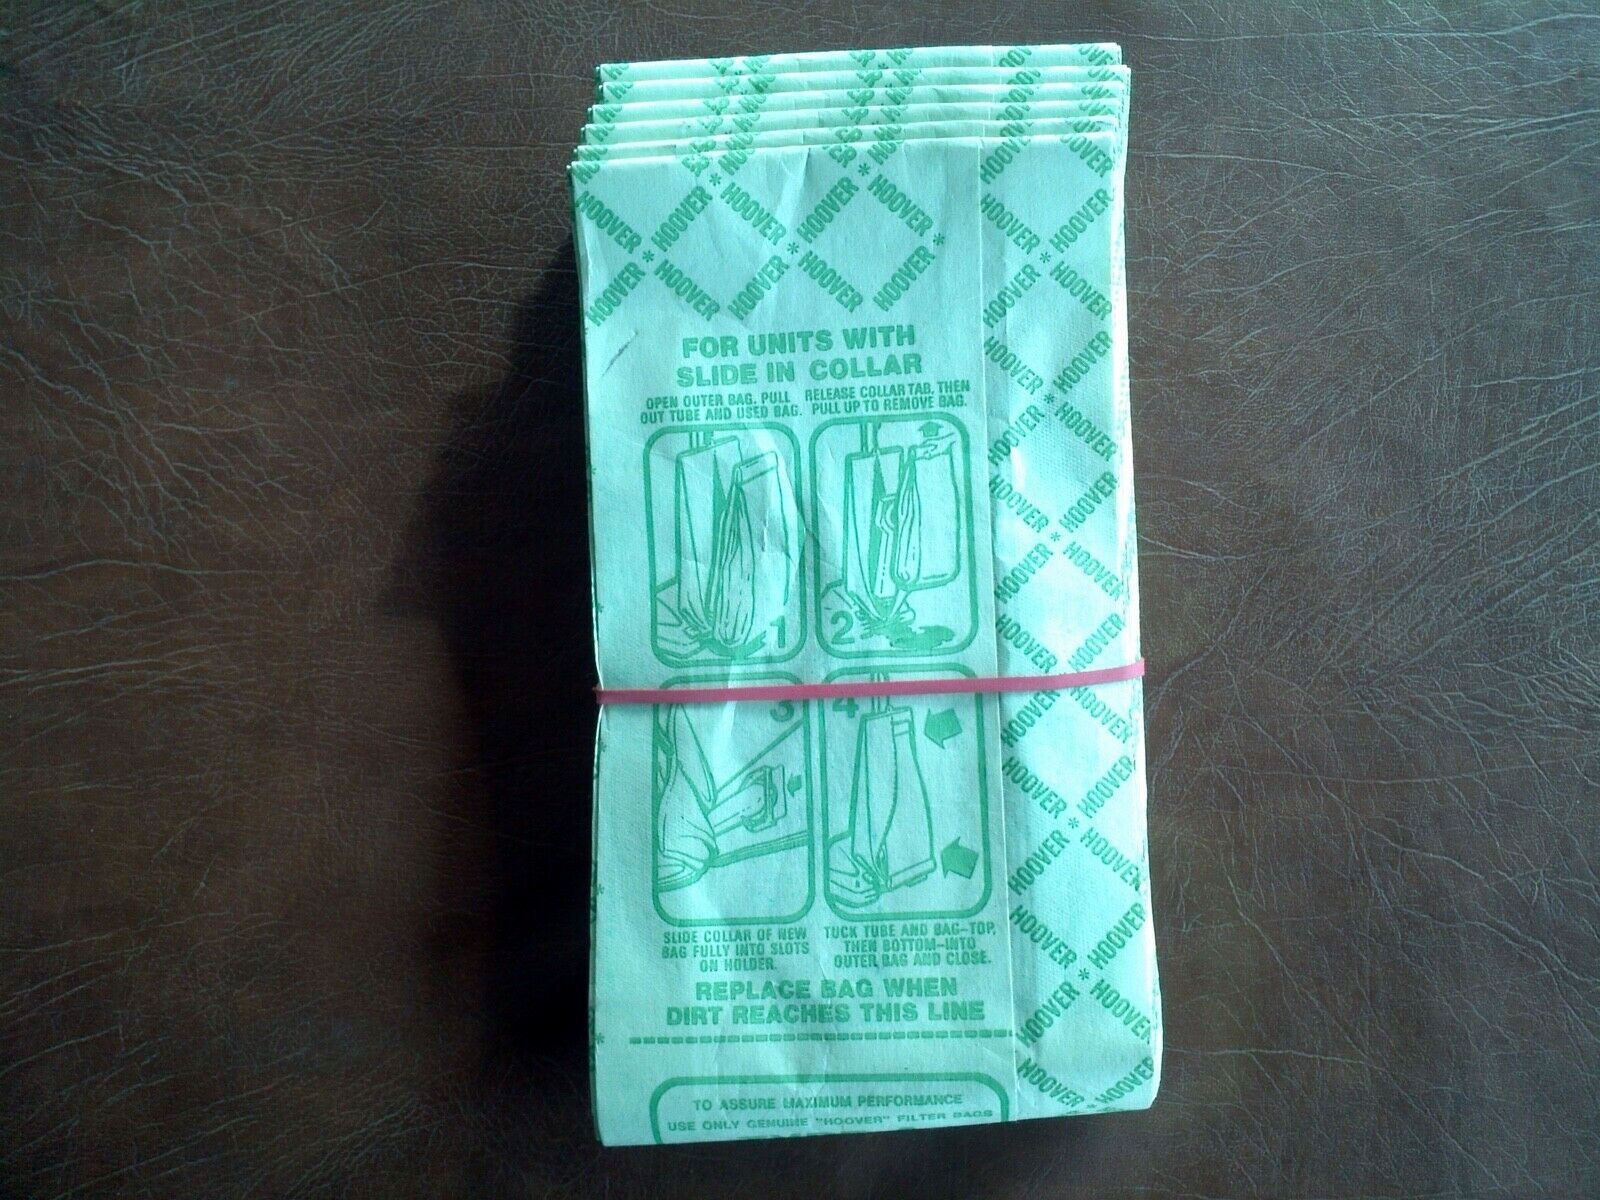 HOOVER * HOOVER * HOOVER * HOOVER
HOOVER * HOOVER * HOOVER * HOOVER
FOR UNITS WITH
SLIDE IN COLLAR
OPEN OUTER BAG, PULL
OUT TUBE AND USED BAG.
RELEASE COLLAR TAB, THEN
PULL UP TO REMOVE BAG.
1
2
3
4
SLIDE COLLAR OF NEW
BAG FULLY INTO SLOTS
ON HOLDER.
TUCK TUBE AND BAG-TOP,
THEN BOTTOM-INTO
OUTER BAG AND CLOSE.
REPLACE BAG WHEN
DIRT REACHES THIS LINE
TO ASSURE MAXIMUM PERFORMANCE
USE ONLY GENUINE "HOOVER" FILTER BAGS